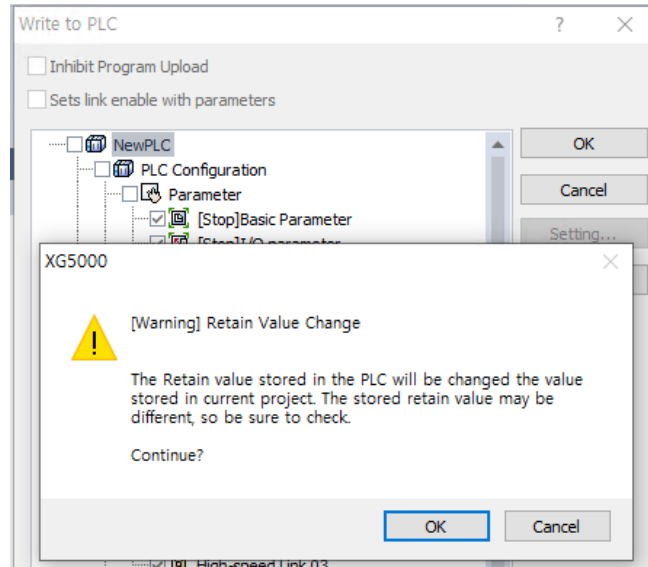 Write to PLC
Inhibit Program Upload
Sets link enable with parameters
NewPLC
OK
PLC Configuration
Parameter
Cancel
[Stop]Basic Parameter
Setting...
[Stop]I/O parameter
XG5000
[Warning] Retain Value Change
The Retain value stored in the PLC will be changed the value
stored in current project. The stored retain value may be
different, so be sure to check.
Continue?
OK
Cancel
High-speed Link 03